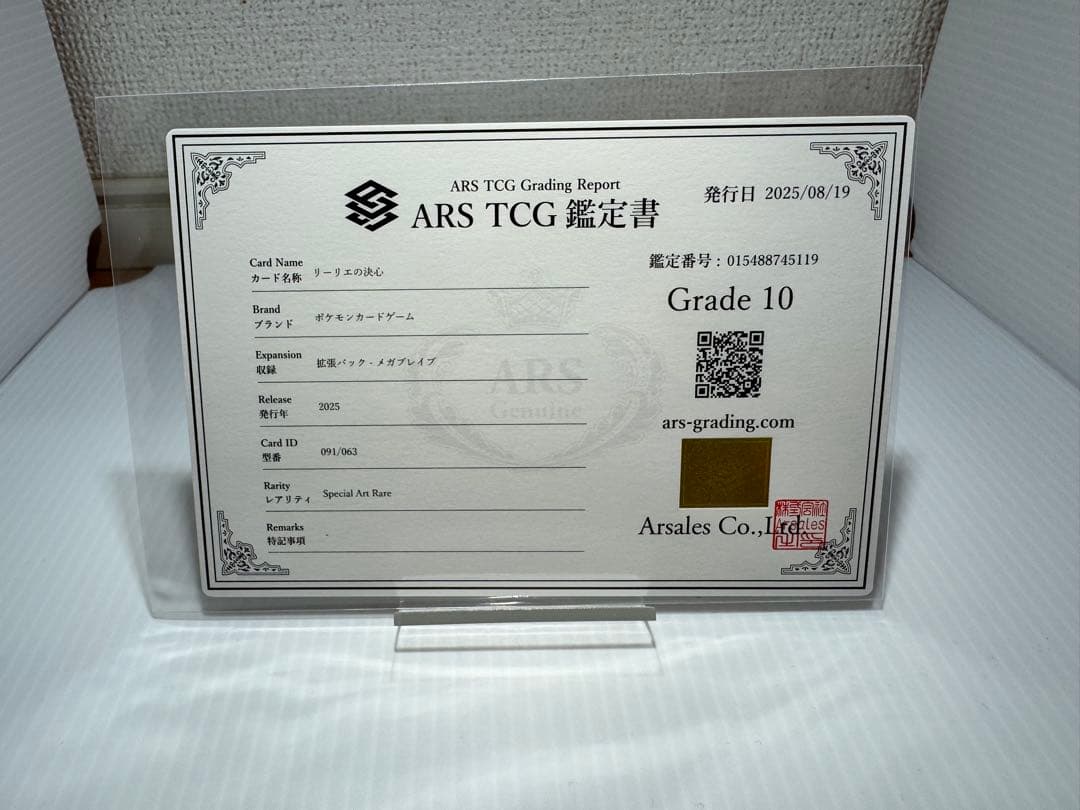 ARS TCG Grading Report
ARS TCG 鑑定書
発行日 2025/08/19
Card Name
カード名称 リーリエの決心
Brand
ブランド ポケモンカードゲーム
Expansion
収録 拡張パック - メガブレイブ
Release
発行年 2025
Card ID
型番 091/063
Rarity
レアリティ Special Art Rare
Remarks
特記事項 -
ARS
Genuine
鑑定番号 : 015488745119
Grade 10
ars-grading.com
Arsales Co.,Ltd.
株式会社
Arsales